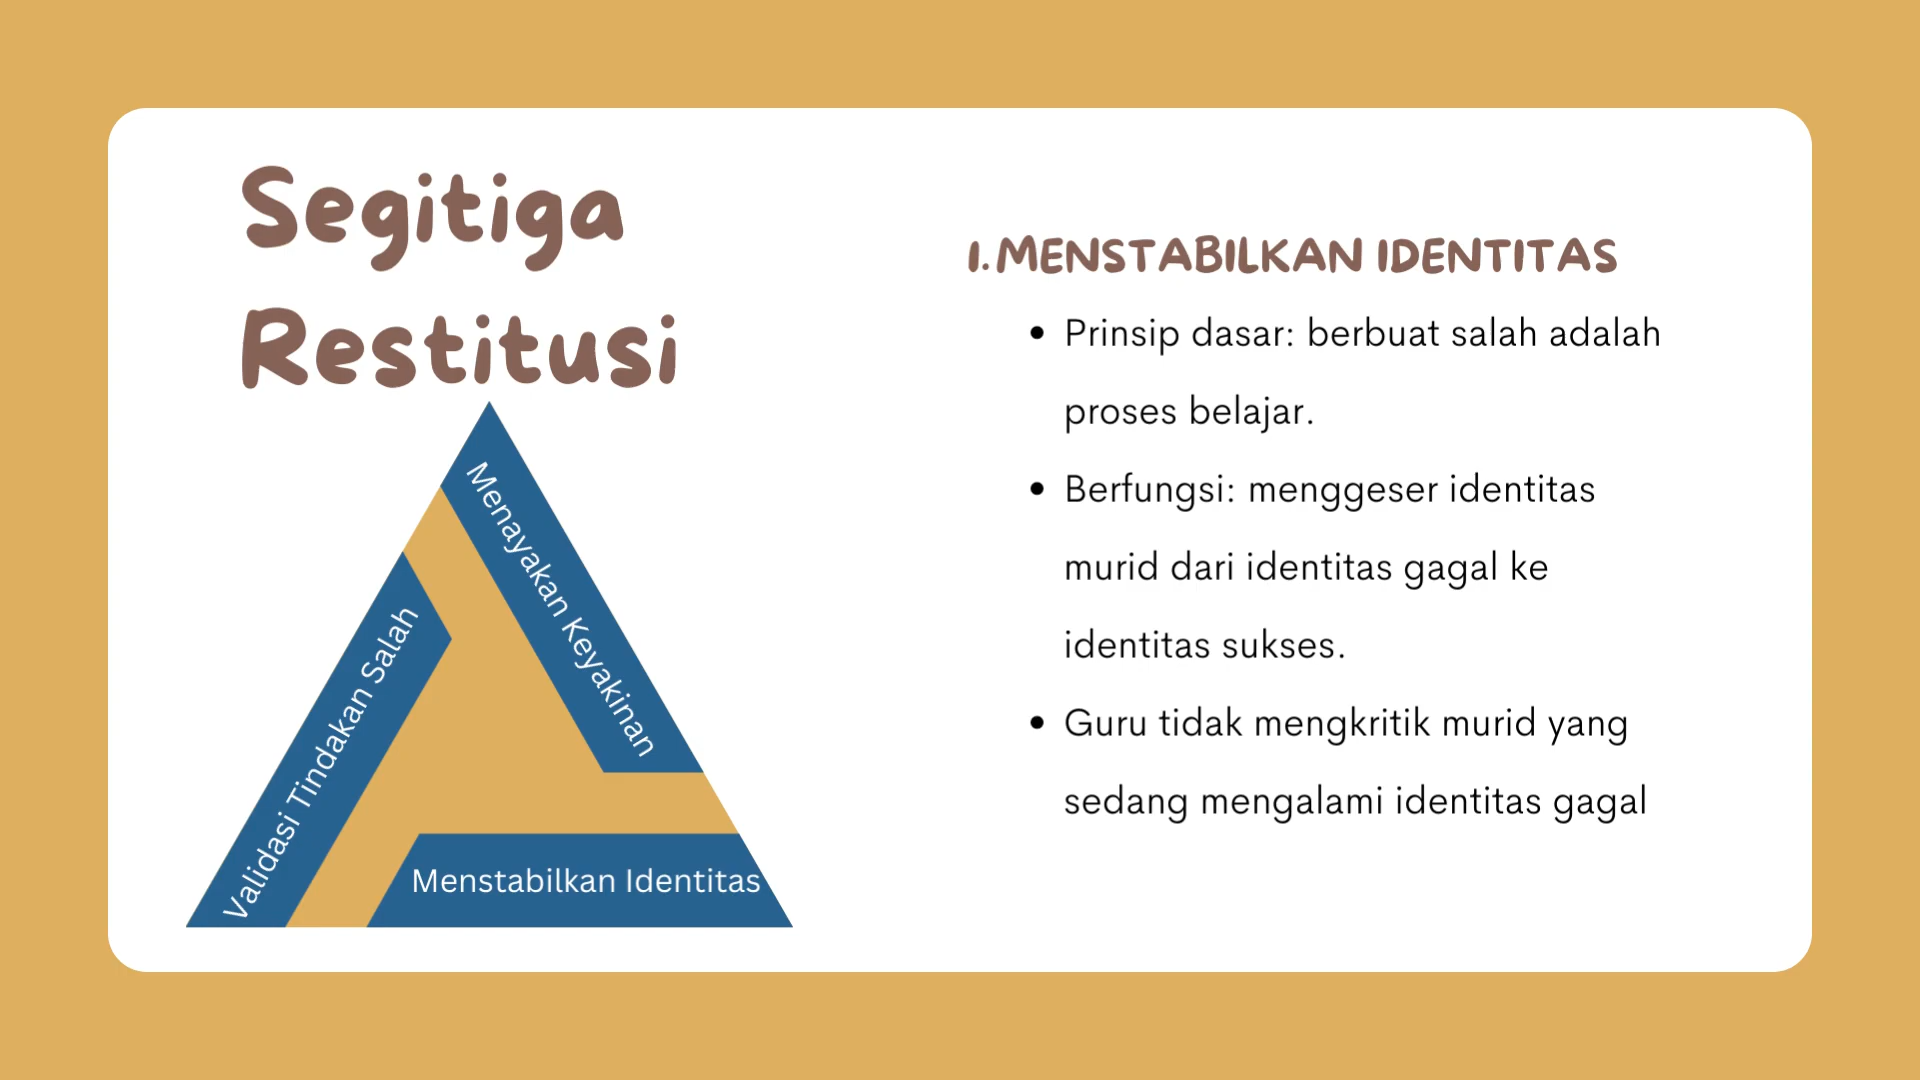 Segitiga
Restitusi
Menayakan Keyakinan
Validasi Tindakan Salah
Menstabilkan Identitas
1. MENSTABILKAN IDENTITAS
• Prinsip dasar: berbuat salah adalah
proses belajar.
• Berfungsi: menggeser identitas
murid dari identitas gagal ke
identitas sukses.
• Guru tidak mengkritik murid yang
sedang mengalami identitas gagal